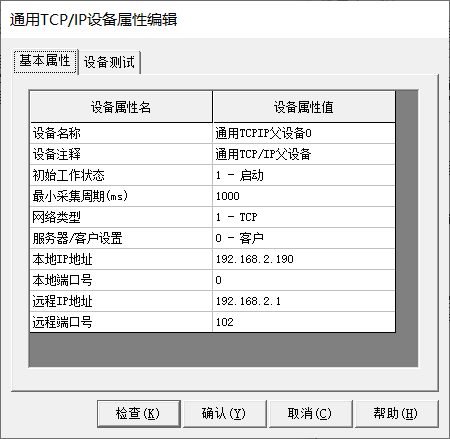 通用TCP/IP设备属性编辑
基本属性 设备测试
设备属性名 设备属性值
设备名称 通用TCPIP父设备0
设备注释 通用TCP/IP父设备
初始工作状态 1 - 启动
最小采集周期(ms) 1000
网络类型 1 - TCP
服务器/客户设置 0 - 客户
本地IP地址 192.168.2.190
本地端口号 0
远程IP地址 192.168.2.1
远程端口号 102
检查(K) 确认(Y) 取消(C) 帮助(H)